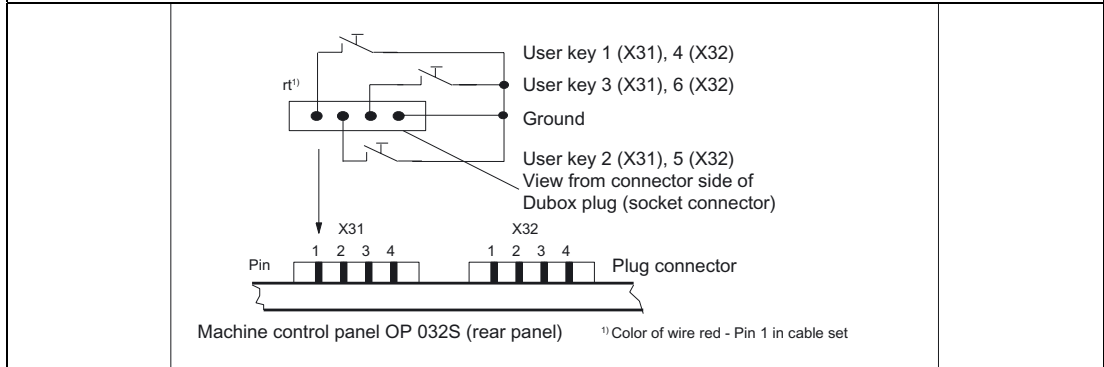 User key 1 (X31), 4 (X32)
rt1)
User key 3 (X31), 6 (X32)
Ground
User key 2 (X31), 5 (X32)
View from connector side of
Dubox plug (socket connector)
X31 X32
1 2 3 4 1 2 3 4
Pin Plug connector
Machine control panel OP 032S (rear panel) 1) Color of wire red - Pin 1 in cable set